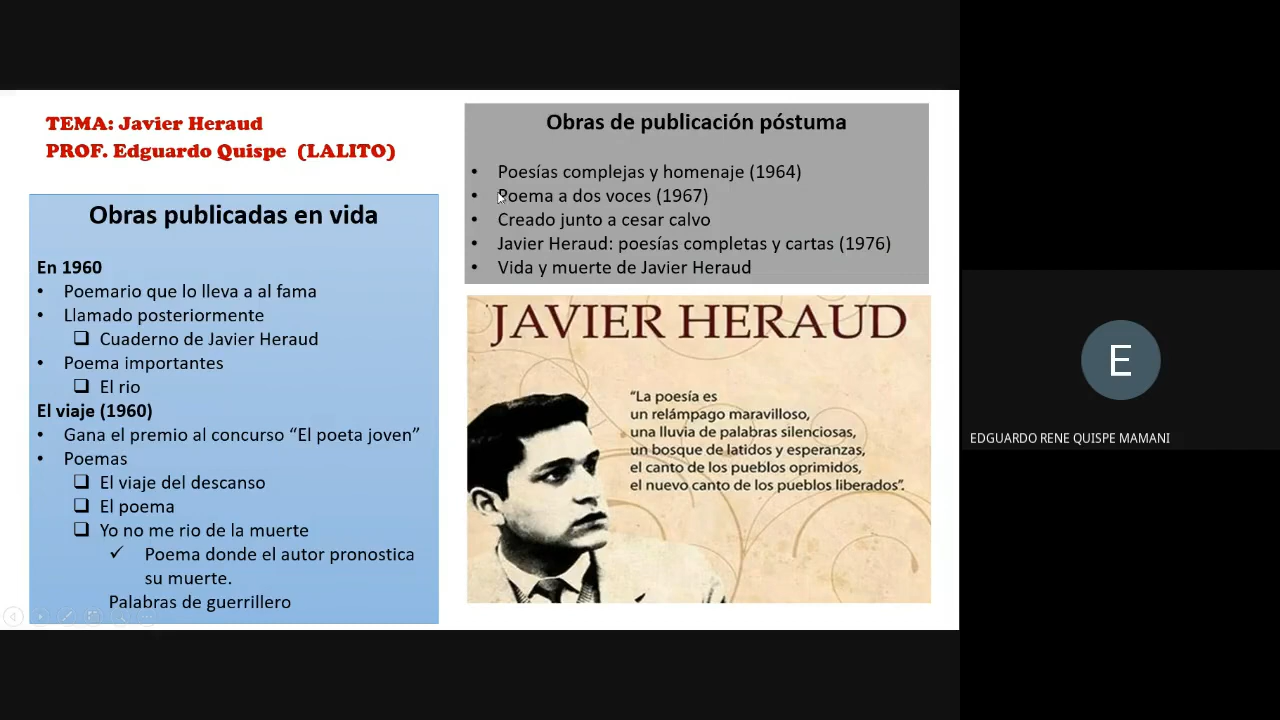 TEMA: Javier Heraud
PROF. Edguardo Quispe (LALITO)
Obras publicadas en vida
En 1960
• Poemario que lo lleva a al fama
• Llamado posteriormente
❑ Cuaderno de Javier Heraud
• Poema importantes
❑ El rio
El viaje (1960)
• Gana el premio al concurso “El poeta joven”
• Poemas
❑ El viaje del descanso
❑ El poema
❑ Yo no me rio de la muerte
✓ Poema donde el autor pronostica
su muerte.
Palabras de guerrillero
Obras de publicación póstuma
• Poesías complejas y homenaje (1964)
• Poema a dos voces (1967)
• Creado junto a cesar calvo
• Javier Heraud: poesías completas y cartas (1976)
• Vida y muerte de Javier Heraud
JAVIER HERAUD
“La poesía es
un relámpago maravilloso,
una lluvia de palabras silenciosas,
un bosque de latidos y esperanzas,
el canto de los pueblos oprimidos,
el nuevo canto de los pueblos liberados”.
E
EDGUARDO RENE QUISPE MAMANI